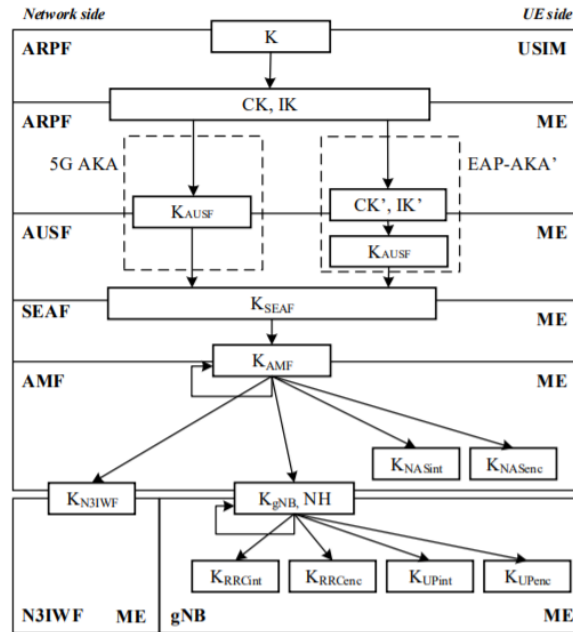 Network side UE side
K
ARPF USIM
CK, IK
ARPF ME
5G AKA EAP-AKA’
CK’, IK’
KAUSF
AUSF ME
KAUSF
KSEAF
SEAF ME
KAMF
AMF ME
KNASint KNASenc
KN3IWF KgNB, NH
KRRCint KRRCenc KUPint KUPenc
N3IWF ME gNB ME